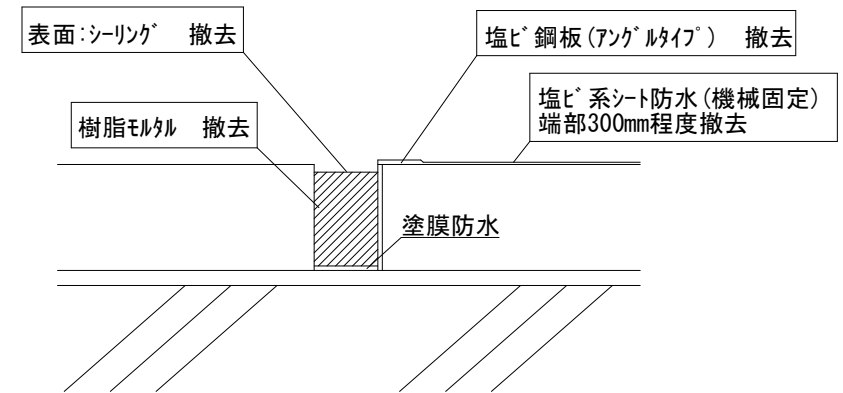 表面:ｼｰﾘﾝｸﾞ　撤去
塩ﾋﾞ鋼板(ｱﾝｸﾞﾙﾀｲﾌﾟ)　撤去
塩ﾋﾞ系ｼｰﾄ防水(機械固定)
端部300mm程度撤去
樹脂ﾓﾙﾀﾙ　撤去
塗膜防水